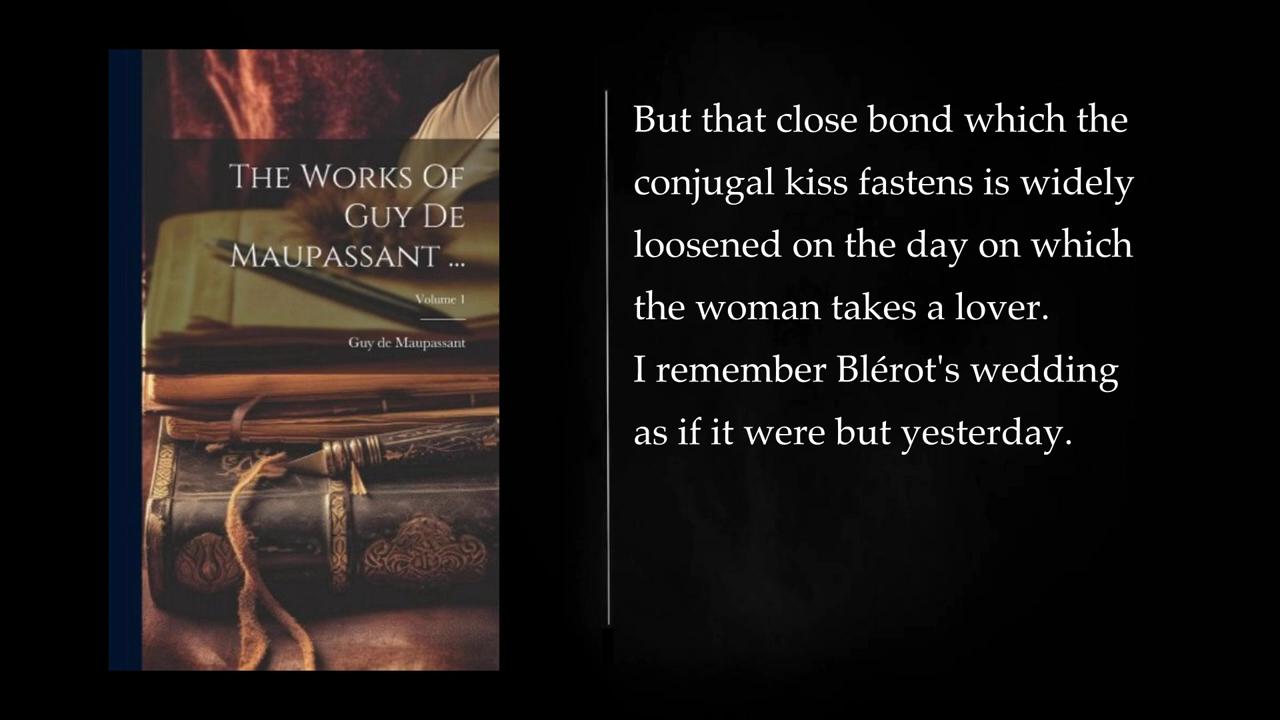 The Works Of
Guy De
Maupassant ...
Volume 1
Guy de Maupassant
But that close bond which the
conjugal kiss fastens is widely
loosened on the day on which
the woman takes a lover.
I remember Blérot's wedding
as if it were but yesterday.